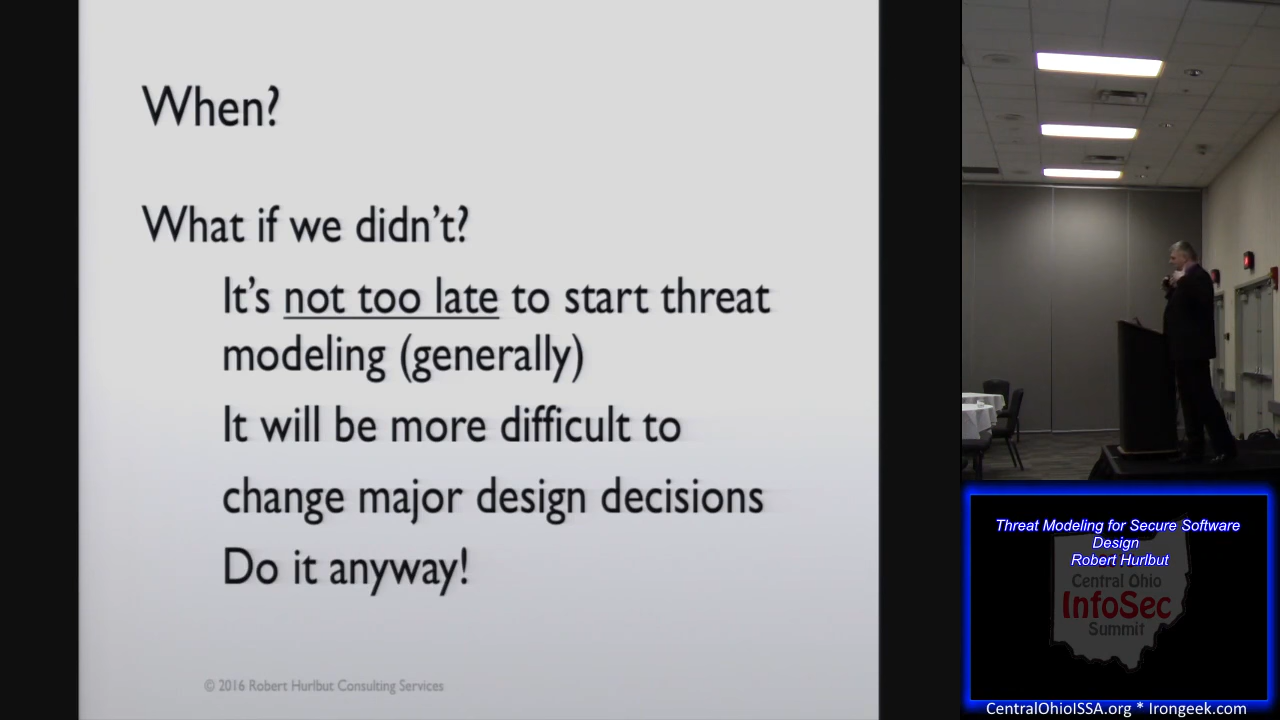 When?
What if we didn't?
It's not too late to start threat
modeling (generally)
It will be more difficult to
change major design decisions
Do it anyway!
© 2016 Robert Hurlbut Consulting Services
Threat Modeling for Secure Software
Design
Robert Hurlbut
Central Ohio
InfoSec
Summit
CentralOhioISSA.org * Irongeek.com